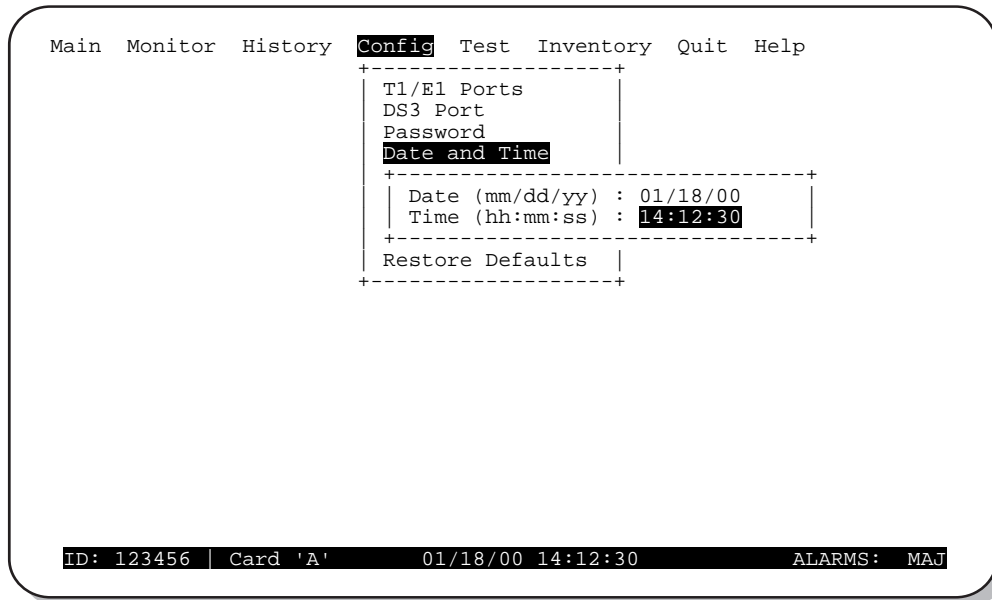 Main  Monitor  History  Config  Test  Inventory  Quit  Help
+-------------------+
| T1/E1 Ports       |
| DS3 Port          |
| Password          |
| Date and Time     |
| +--------------------------------+
| | Date (mm/dd/yy) : 01/18/00     |
| | Time (hh:mm:ss) : 14:12:30     |
| +--------------------------------+
| Restore Defaults  |
+-------------------+
ID: 123456 | Card 'A'       01/18/00 14:12:30            ALARMS:  MAJ